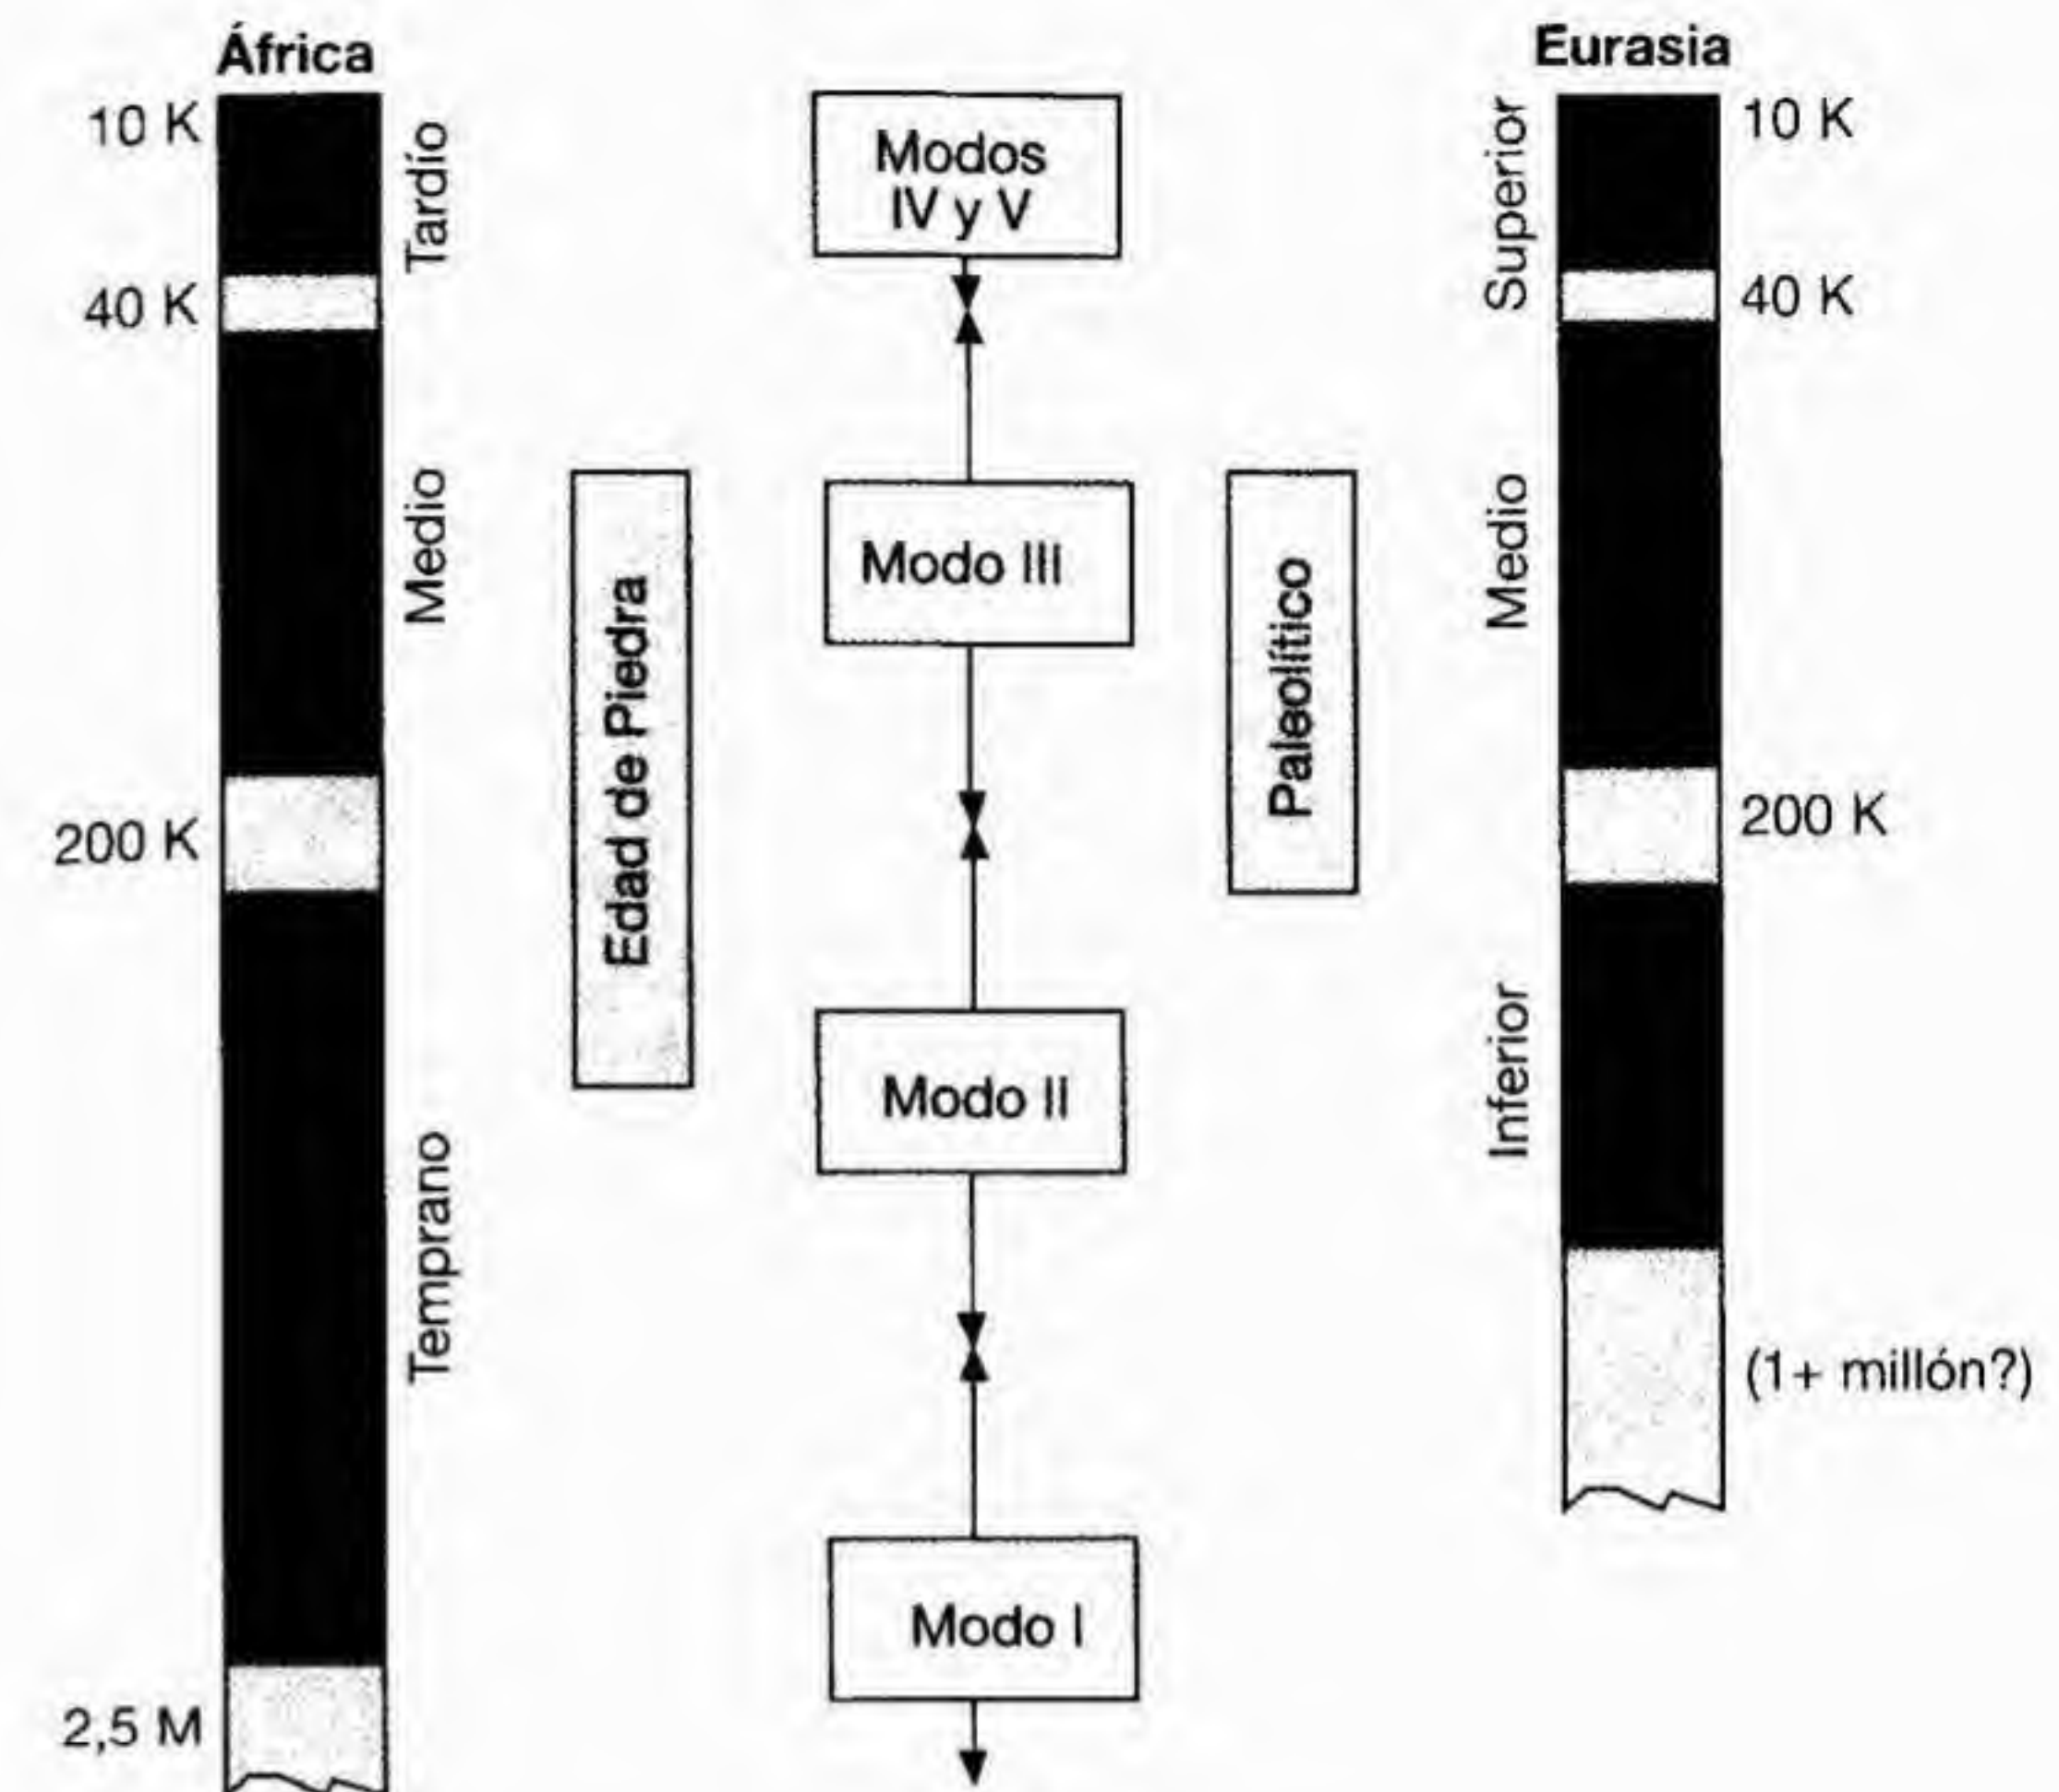 África
10 K
Tardío
40 K
Medio
200 K
Temprano
2,5 M
Edad de Piedra
Modos
IV y V
Modo III
Modo II
Modo I
Paleolítico
Eurasia
Superior
10 K
40 K
Medio
200 K
Inferior
(1+ millón?)